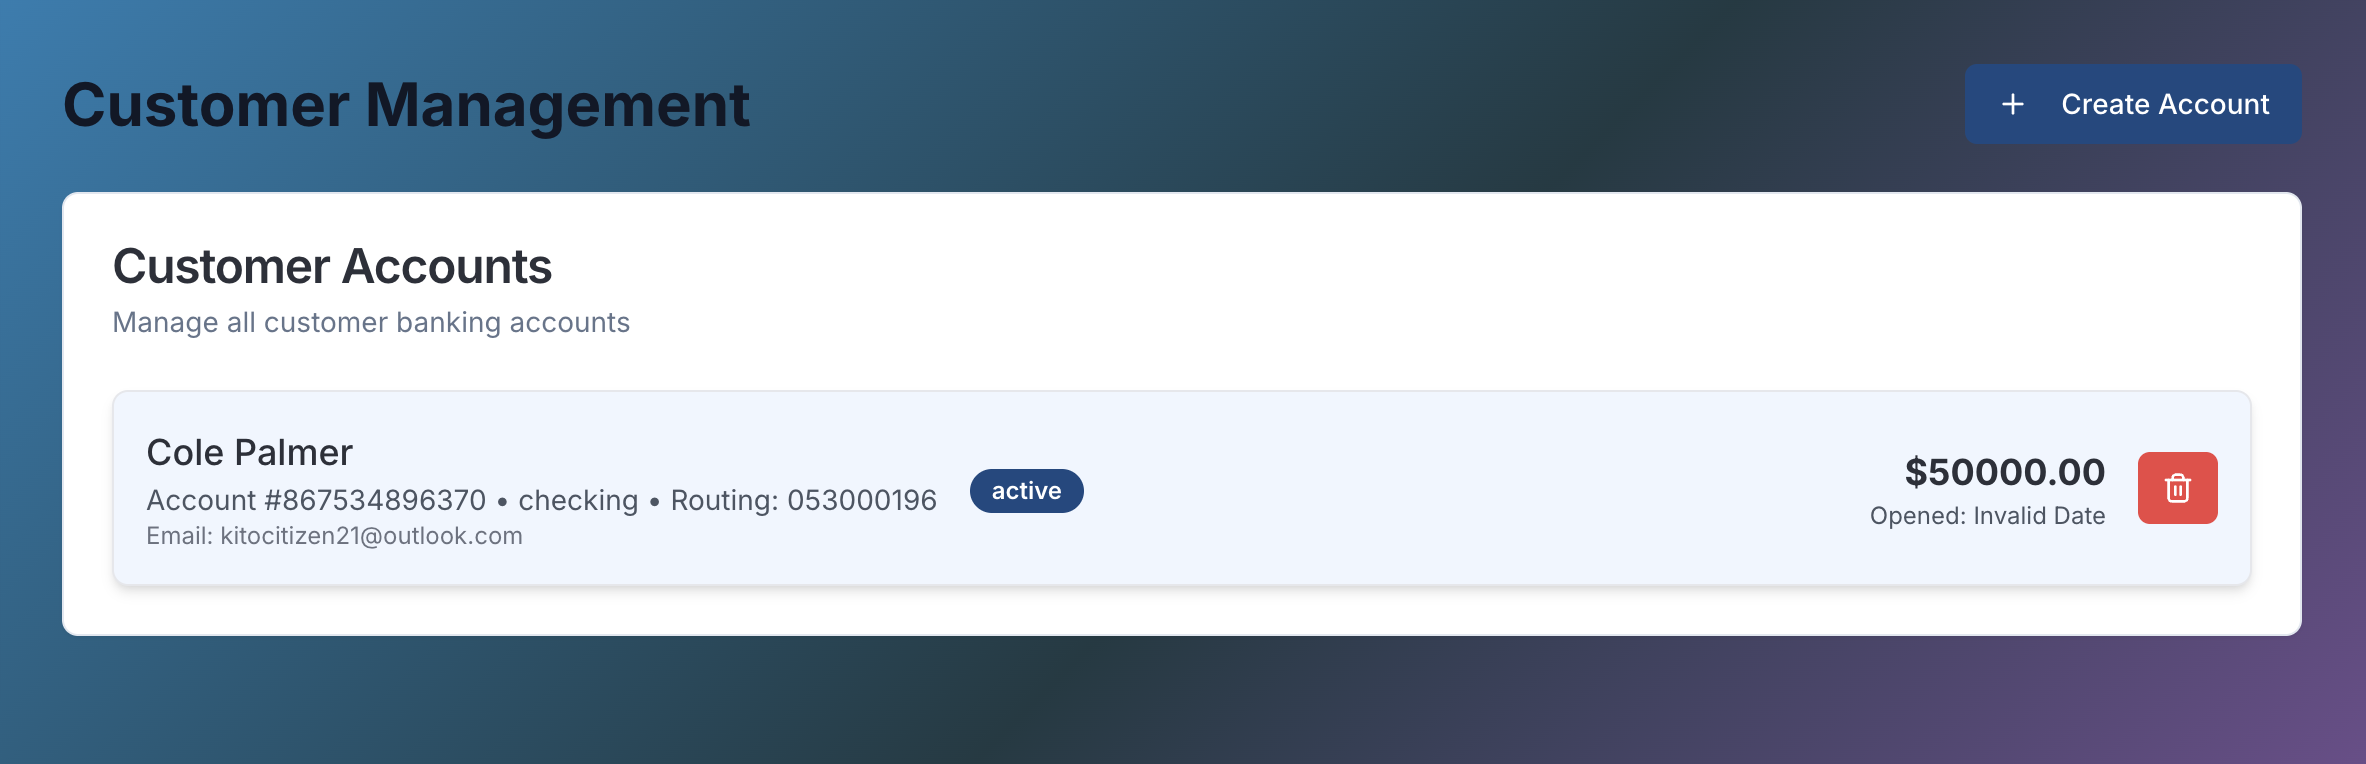 Customer Management
+ Create Account
Customer Accounts
Manage all customer banking accounts
Cole Palmer
Account #867534896370 • checking • Routing: 053000196
Email: kitocitizen21@outlook.com
active
$50000.00
Opened: Invalid Date